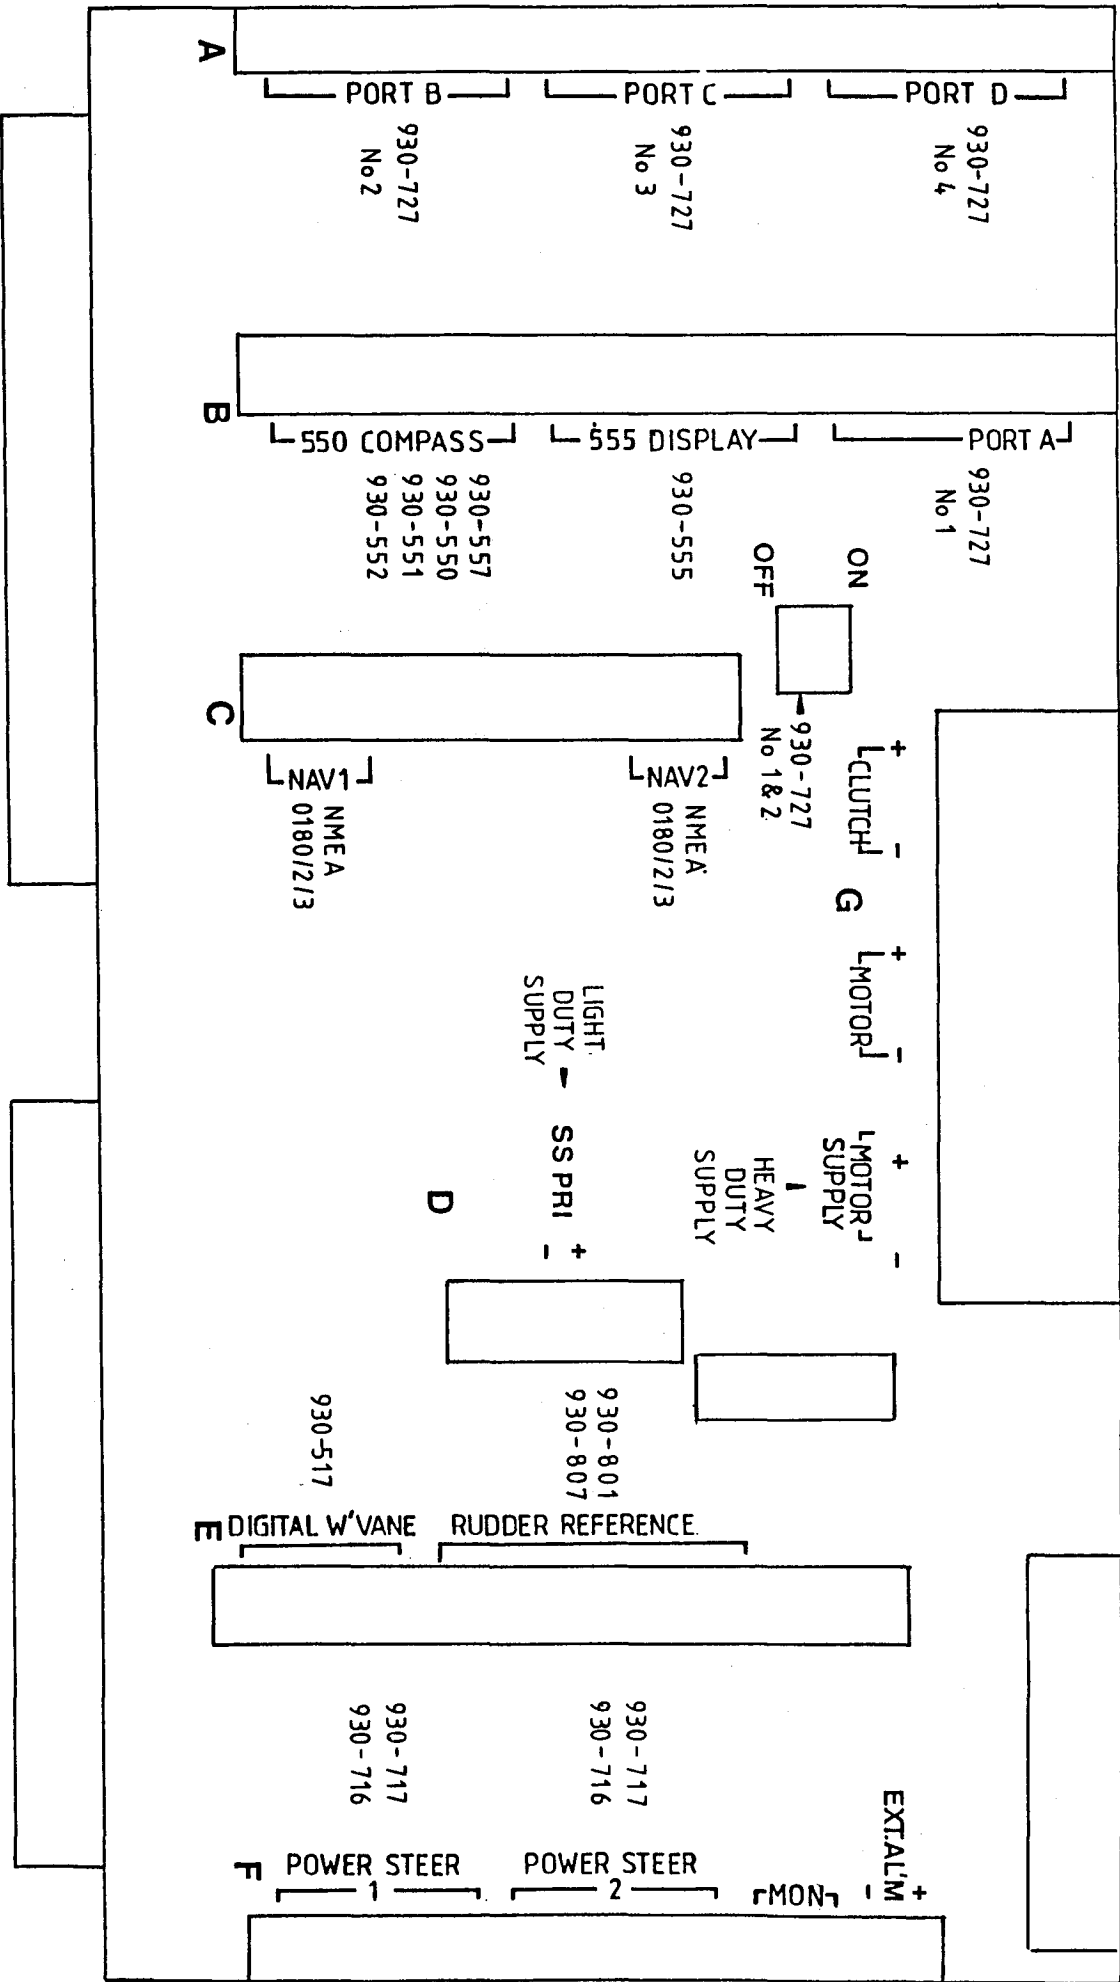 A
PORT B
PORT C
PORT D
930-727
No 2
930-727
No 3
930-727
No 4
B
550 COMPASS
555 DISPLAY
PORT A
930-557
930-550
930-551
930-552
930-555
930-727
No 1
ON
OFF
930-727
No 1&2
C
NAV1
NMEA
0180/2/3
NAV2
NMEA
0180/2/3
+ -
CLUTCH
G
+ -
MOTOR
+ -
MOTOR
SUPPLY
HEAVY
DUTY
SUPPLY
LIGHT
DUTY
SUPPLY
SS PRI
+
-
D
930-801
930-807
930-517
E
DIGITAL W'VANE
RUDDER REFERENCE
930-717
930-716
930-717
930-716
F
POWER STEER
1
POWER STEER
2
MON
EXT.AL'M
- +